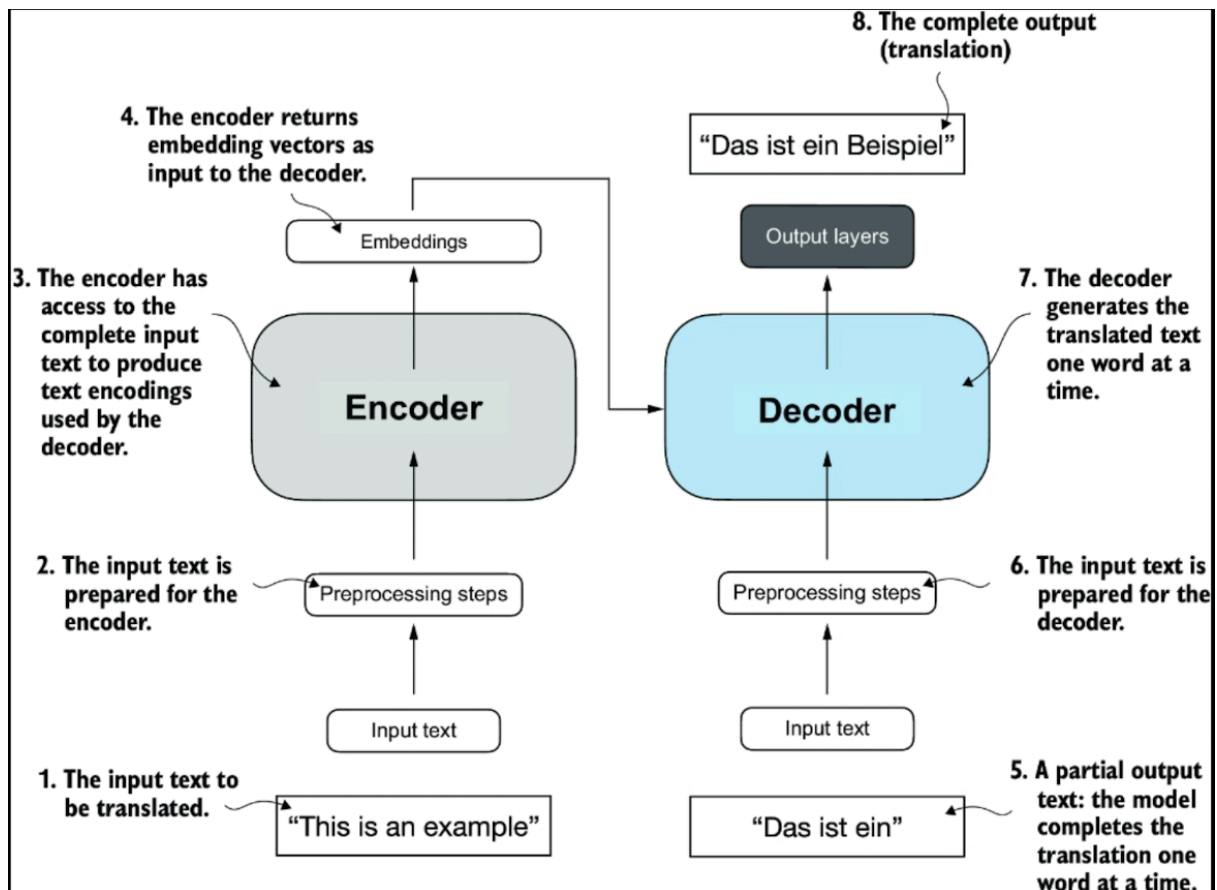 8. The complete output
(translation)
4. The encoder returns
embedding vectors as
input to the decoder.
“Das ist ein Beispiel”
Embeddings
Output layers
3. The encoder has
access to the
complete input
text to produce
text encodings
used by the
decoder.
Encoder
Decoder
7. The decoder
generates the
translated text
one word at a
time.
2. The input text is
prepared for the
encoder.
Preprocessing steps
Preprocessing steps
6. The input text is
prepared for the
decoder.
Input text
Input text
1. The input text to
be translated.
“This is an example”
“Das ist ein”
5. A partial output
text: the model
completes the
translation one
word at a time.